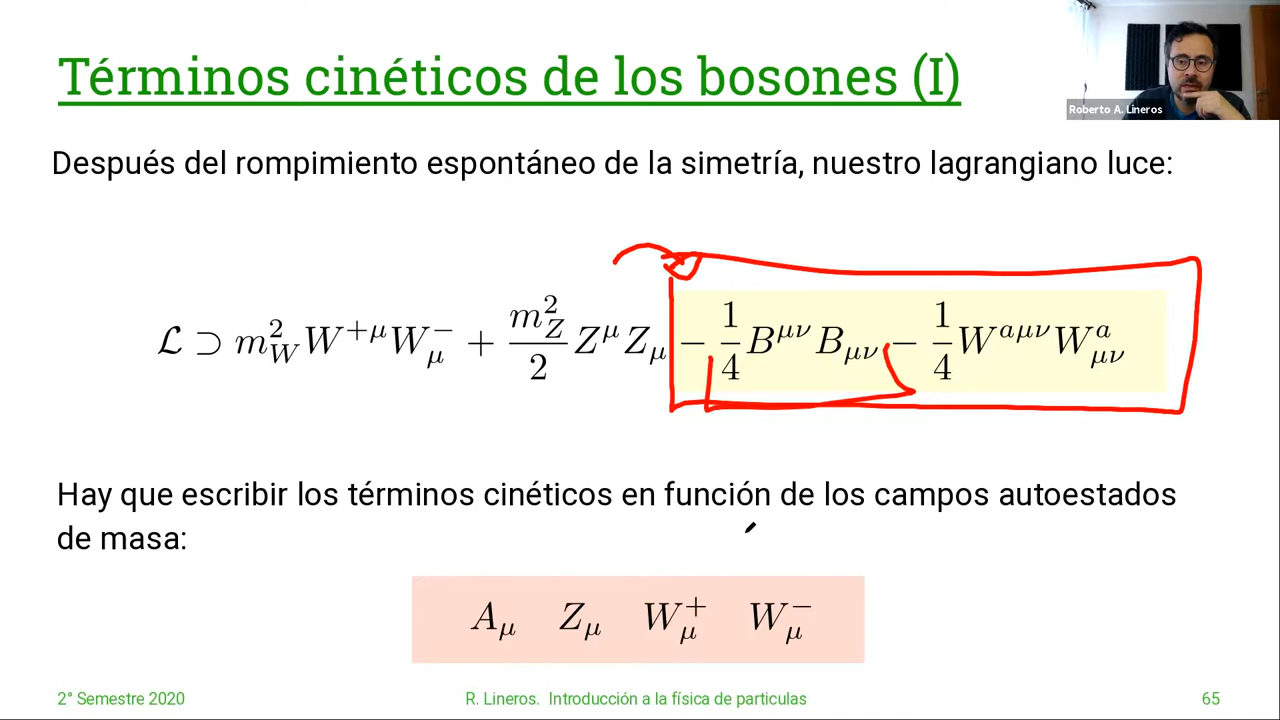 Términos cinéticos de los bosones (I)
Roberto A. Lineros
Después del rompimiento espontáneo de la simetría, nuestro lagrangiano luce:
ℒ ⊃ m_W^2 W^{+μ} W_μ^- + \frac{m_Z^2}{2} Z^μ Z_μ - \frac{1}{4} B^{μν} B_{μν} - \frac{1}{4} W^{aμν} W^a_{μν}
Hay que escribir los términos cinéticos en función de los campos autoestados
de masa:
A_μ Z_μ W_μ^+ W_μ^-
2° Semestre 2020
R. Lineros. Introducción a la física de particulas
65